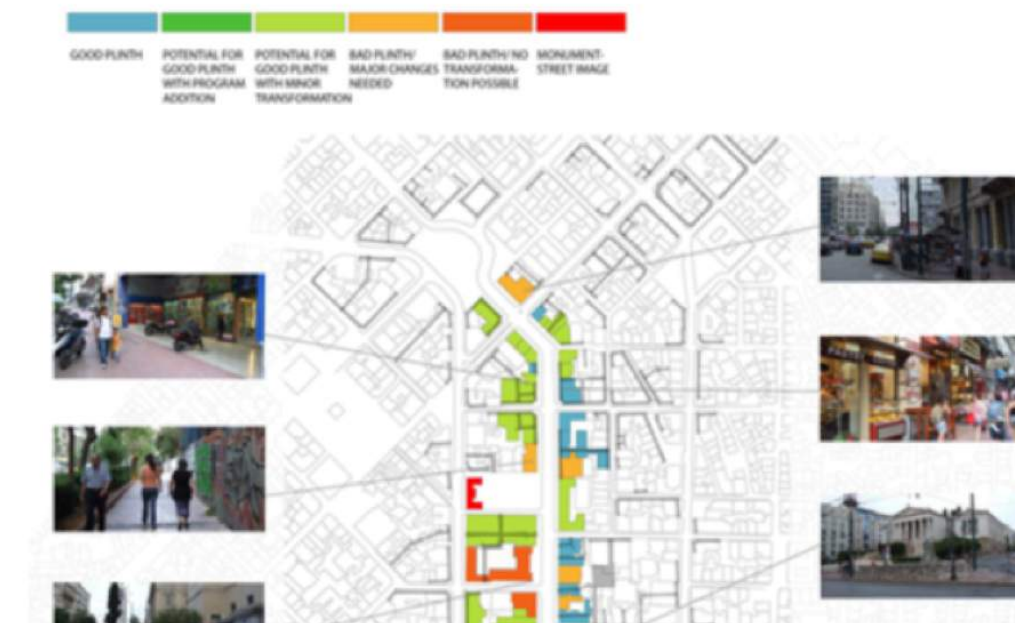 GOOD PLINTH
POTENTIAL FOR
GOOD PLINTH
WITH PROGRAM
ADDITION
POTENTIAL FOR
GOOD PLINTH
WITH MINOR
TRANSFORMATION
BAD PLINTH/
MAJOR CHANGES
NEEDED
BAD PLINTH/ NO
TRANSFORMA-
TION POSSIBLE
MONUMENT-
STREET IMAGE